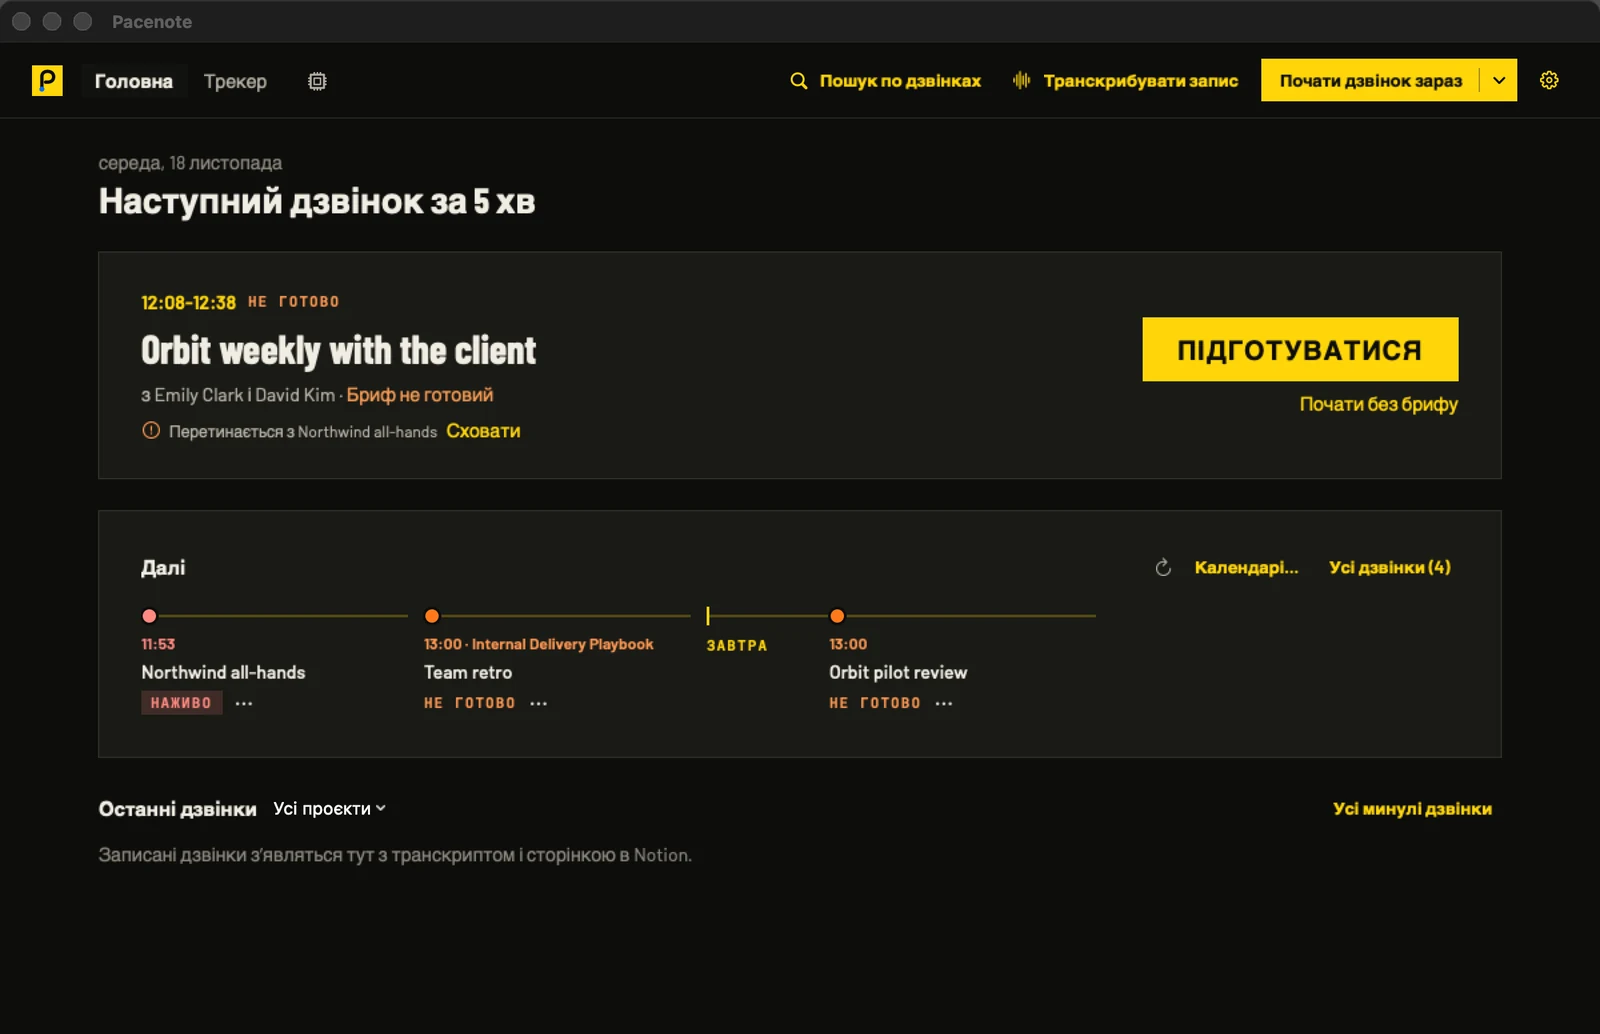 Pacenote
P Головна Трекер Пошук по дзвінках Транскрибувати запис Почати дзвінок зараз
середа, 18 листопада
Наступний дзвінок за 5 хв
12:08–12:38 НЕ ГОТОВО
Orbit weekly with the client
з Emily Clark і David Kim · Бриф не готовий
Перетинається з Northwind all-hands Сховати
ПІДГОТУВАТИСЯ
Почати без брифу
Далі Календарі... Усі дзвінки (4)
11:53
Northwind all-hands
НАЖИВО ···
13:00 · Internal Delivery Playbook
Team retro
НЕ ГОТОВО ···
ЗАВТРА
13:00
Orbit pilot review
НЕ ГОТОВО ···
Останні дзвінки Усі проєкти Усі минулі дзвінки
Записані дзвінки з’являться тут з транскриптом і сторінкою в Notion.